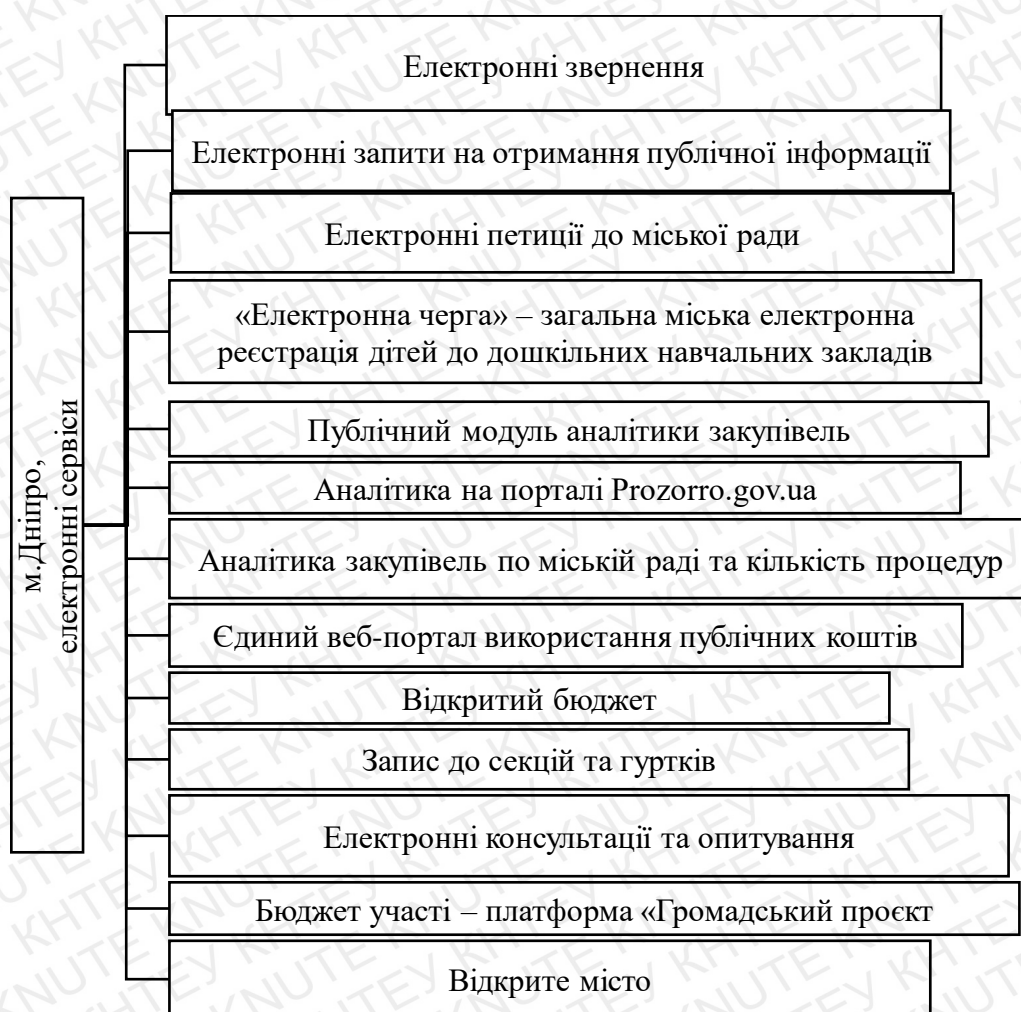 Електронні звернення
Електронні запити на отримання публічної інформації
Електронні петиції до міської ради
«Електронна черга» – загальна міська електронна
реєстрація дітей до дошкільних навчальних закладів
Публічний модуль аналітики закупівель
Аналітика на порталі Prozorro.gov.ua
Аналітика закупівель по міській раді та кількість процедур
Єдиний веб-портал використання публічних коштів
Відкритий бюджет
Запис до секцій та гуртків
Електронні консультації та опитування
Бюджет участі – платформа «Громадський проєкт
Відкрите місто
м.Дніпро,
електронні сервіси
KNUTE КНТЕУ